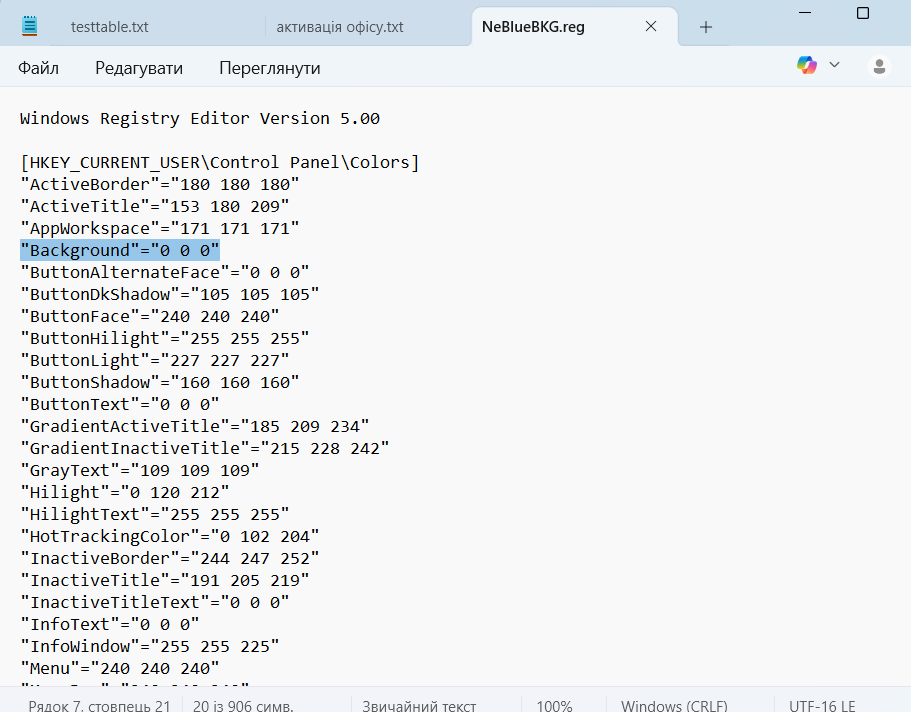 testtable.txt
активація офісу.txt
NeBlueBKG.reg
Файл
Редагувати
Переглянути
Windows Registry Editor Version 5.00
[HKEY_CURRENT_USER\Control Panel\Colors]
"ActiveBorder"="180 180 180"
"ActiveTitle"="153 180 209"
"AppWorkspace"="171 171 171"
"Background"="0 0 0"
"ButtonAlternateFace"="0 0 0"
"ButtonDkShadow"="105 105 105"
"ButtonFace"="240 240 240"
"ButtonHilight"="255 255 255"
"ButtonLight"="227 227 227"
"ButtonShadow"="160 160 160"
"ButtonText"="0 0 0"
"GradientActiveTitle"="185 209 234"
"GradientInactiveTitle"="215 228 242"
"GrayText"="109 109 109"
"Hilight"="0 120 212"
"HilightText"="255 255 255"
"HotTrackingColor"="0 102 204"
"InactiveBorder"="244 247 252"
"InactiveTitle"="191 205 219"
"InactiveTitleText"="0 0 0"
"InfoText"="0 0 0"
"InfoWindow"="255 255 225"
"Menu"="240 240 240"
Рядок 7, стовпець 21
20 із 906 симв.
Звичайний текст
100%
Windows (CRLF)
UTF-16 LE